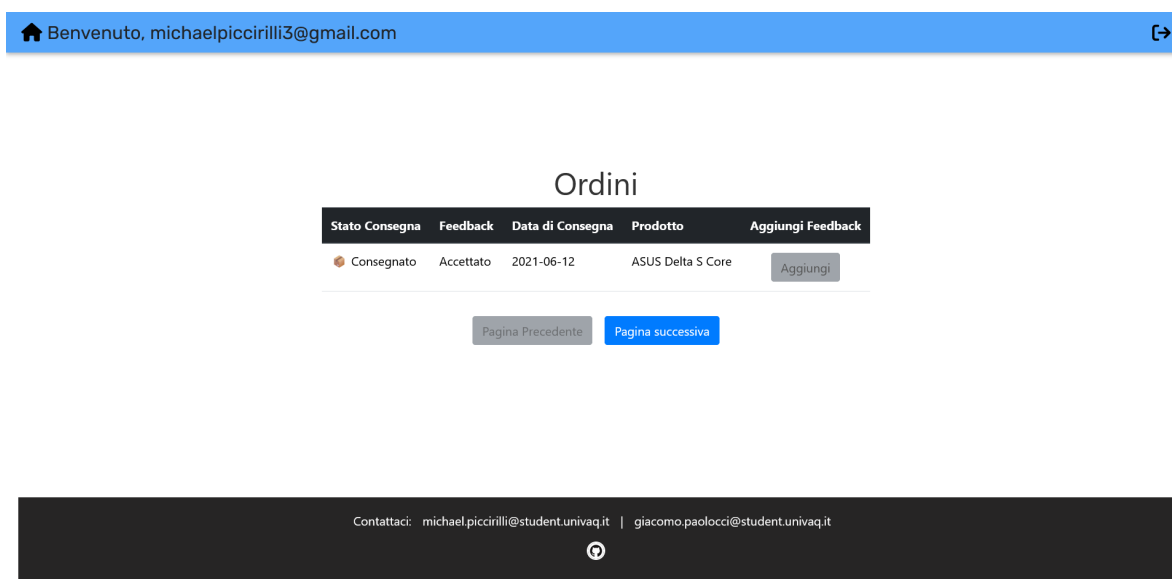 Benvenuto, michaelpiccirilli3@gmail.com
Ordini
Stato Consegna Feedback Data di Consegna Prodotto Aggiungi Feedback
Consegnato Accettato 2021-06-12 ASUS Delta S Core Aggiungi
Pagina Precedente Pagina successiva
Contattaci: michael.piccirilli@student.univaq.it | giacomo.paolocci@student.univaq.it